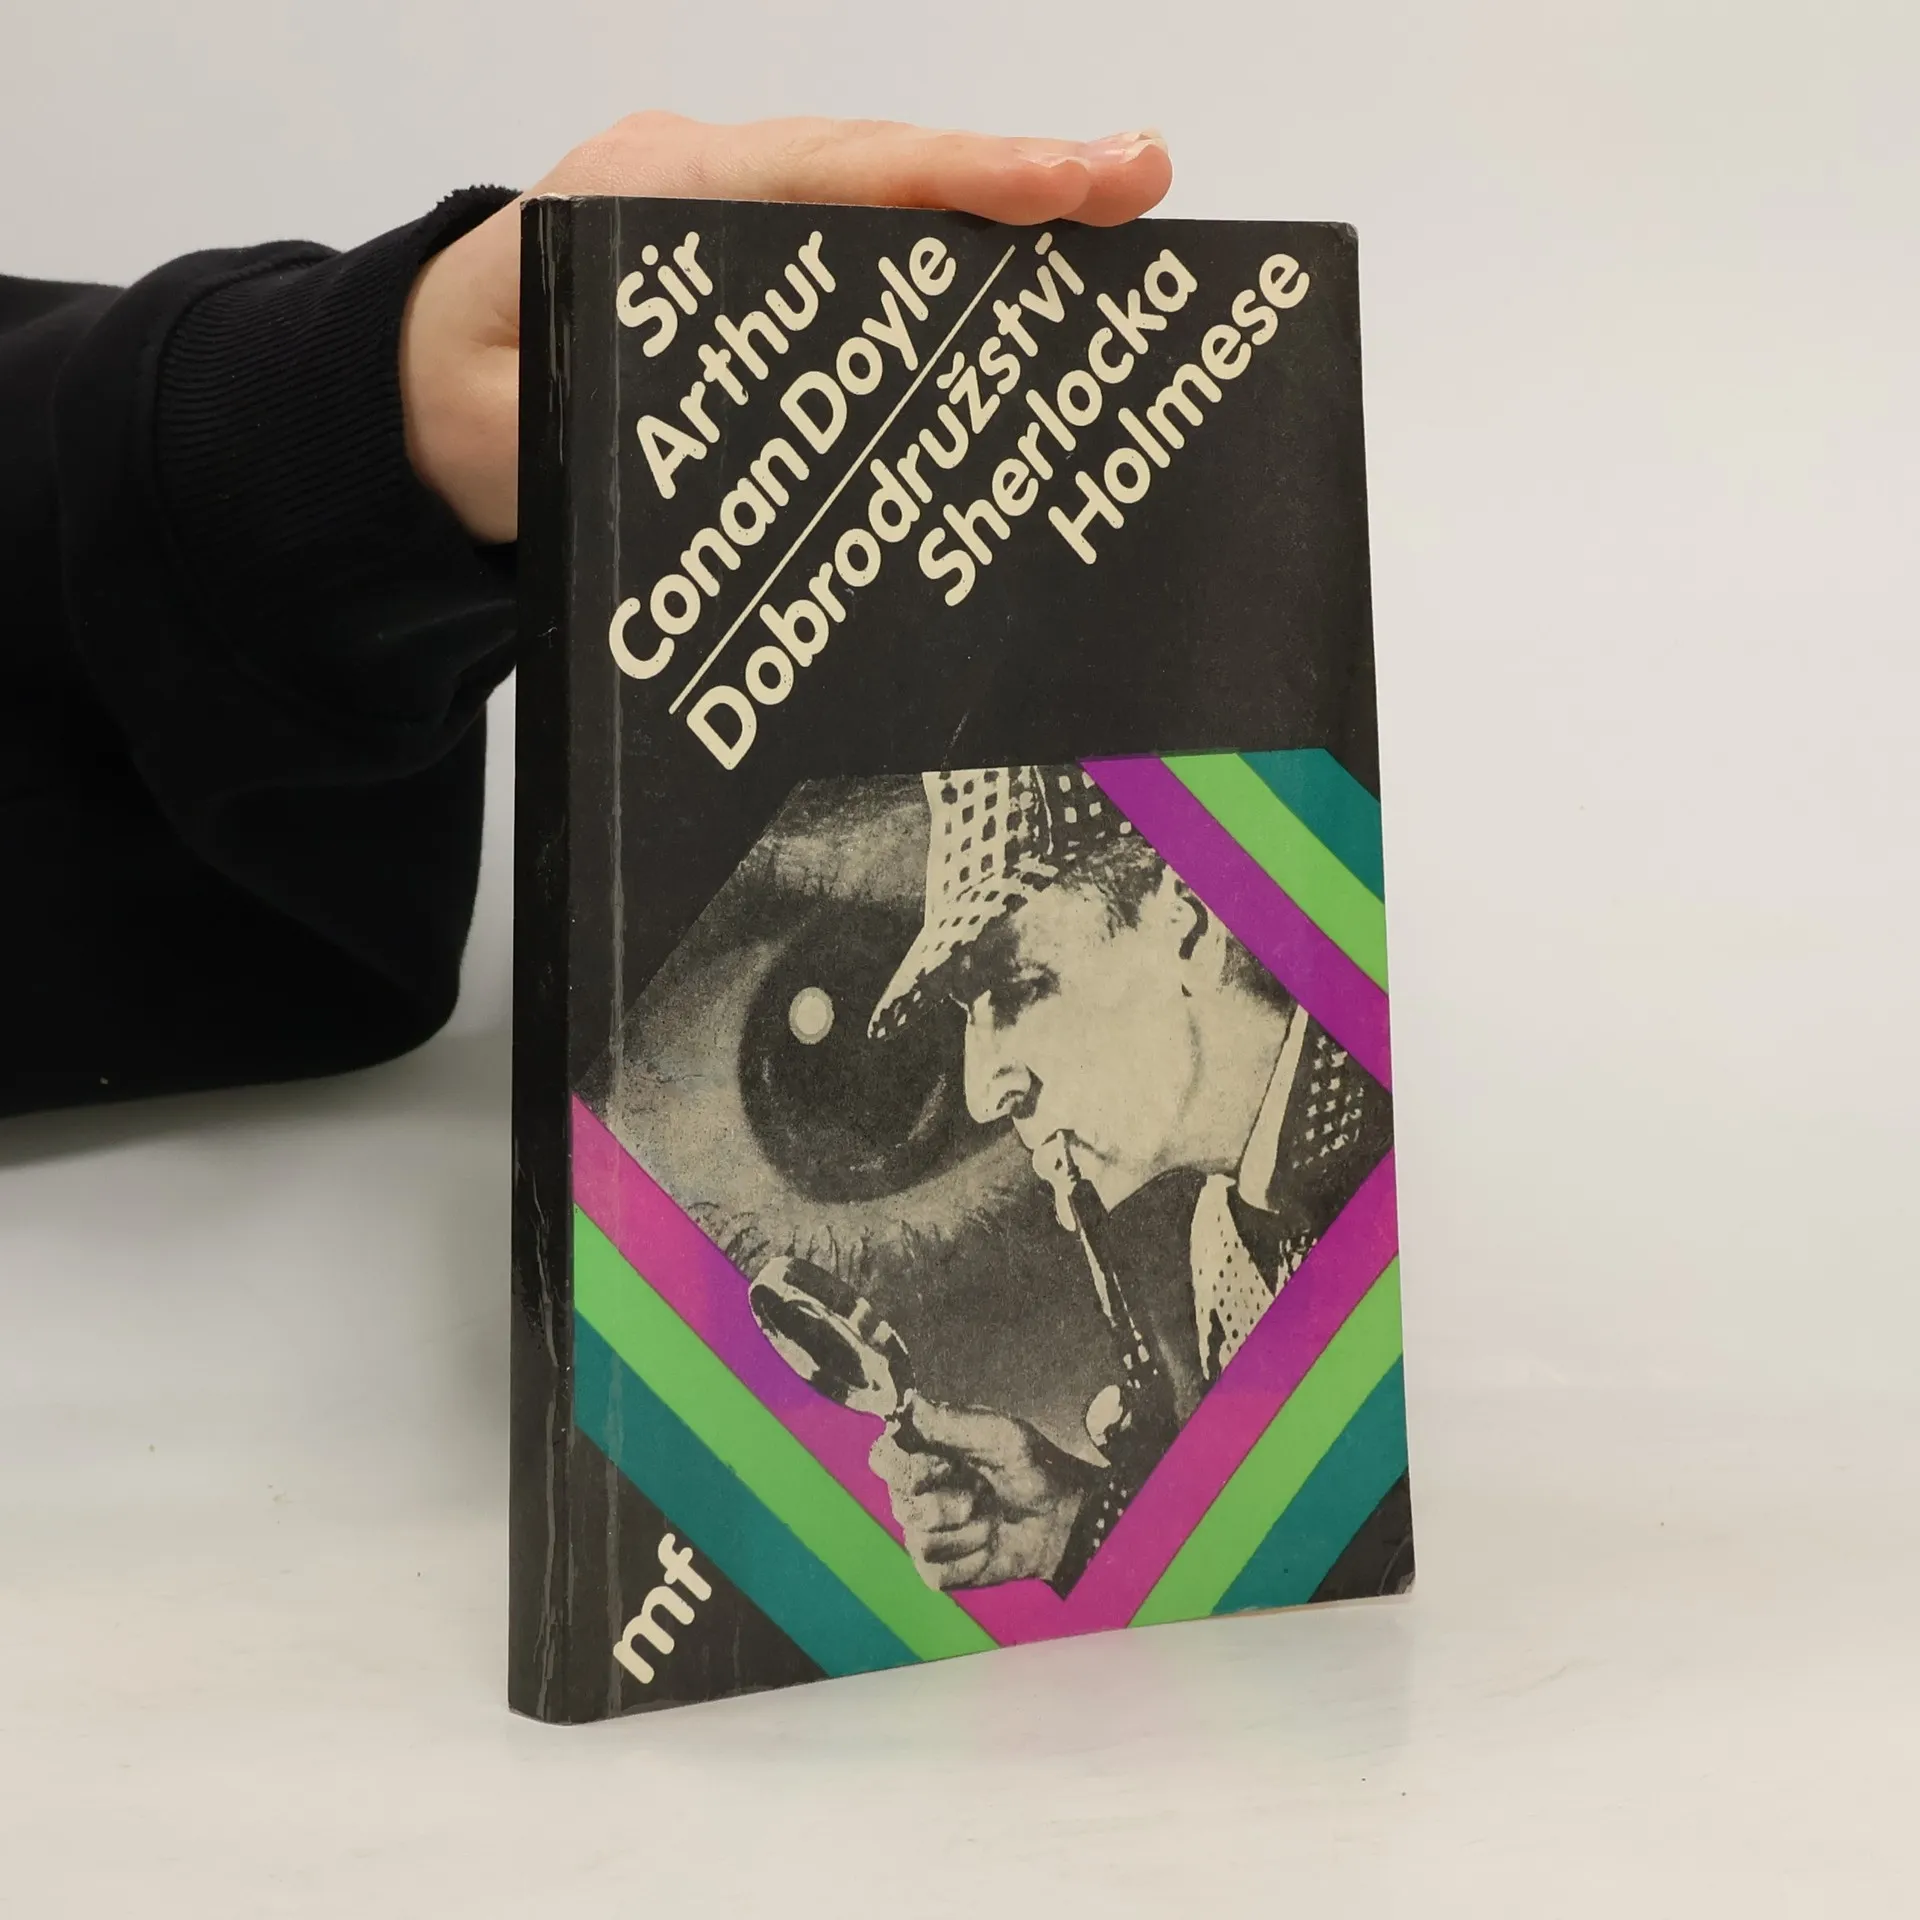 Sir
Arthur
Conan Doyle
Dobrodružství
Sherlocka
Holmese
mf